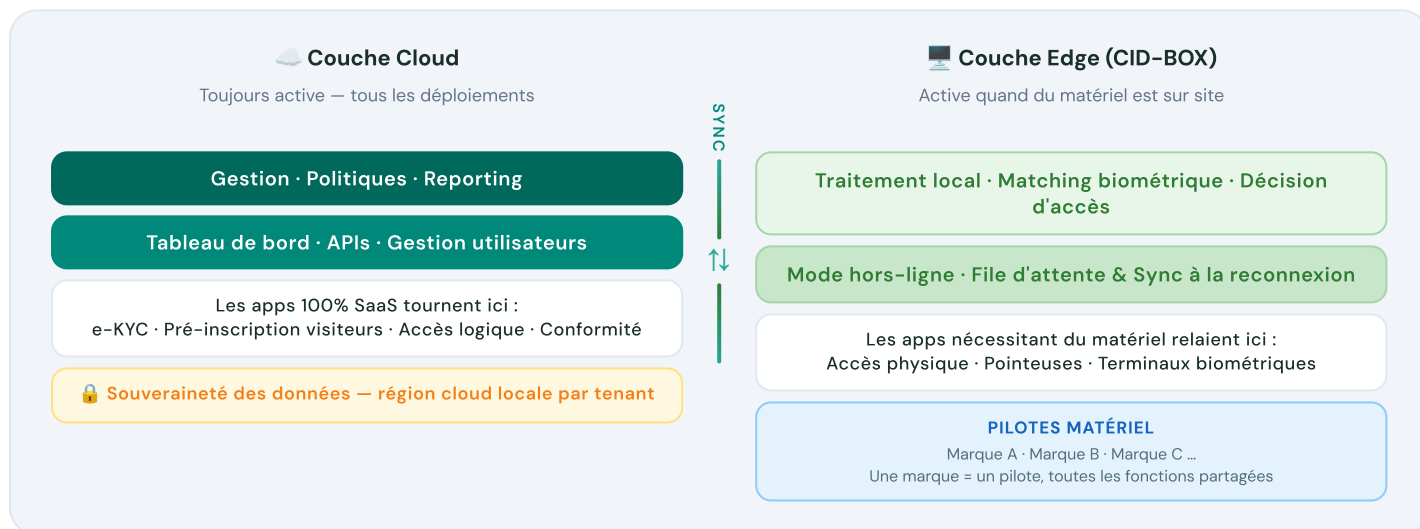 ☁️ Couche Cloud
Toujours active — tous les déploiements
Gestion · Politiques · Reporting
Tableau de bord · APIs · Gestion utilisateurs
Les apps 100% SaaS tournent ici :
e-KYC · Pré-inscription visiteurs · Accès logique · Conformité
🔒 Souveraineté des données — région cloud locale par tenant
SYNC
⇅
🖥️ Couche Edge (CID-BOX)
Active quand du matériel est sur site
Traitement local · Matching biométrique · Décision
d'accès
Mode hors-ligne · File d'attente & Sync à la reconnexion
Les apps nécessitant du matériel relaient ici :
Accès physique · Pointeuses · Terminaux biométriques
PILOTES MATÉRIEL
Marque A · Marque B · Marque C ...
Une marque = un pilote, toutes les fonctions partagées